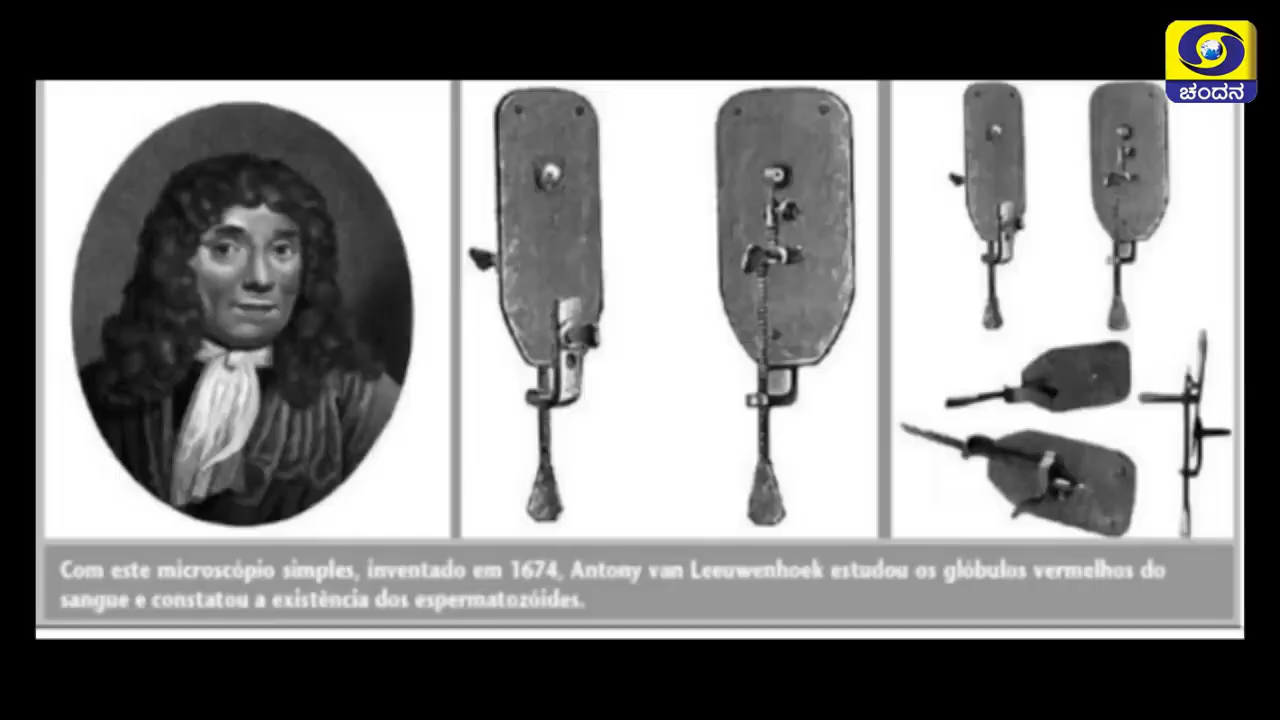 ಚಂದನ
Com este microscópio simples, inventado em 1674, Antony van Leeuwenhoek estudou os glóbulos vermelhos do
sangue e constatou a existência dos espermatozóides.